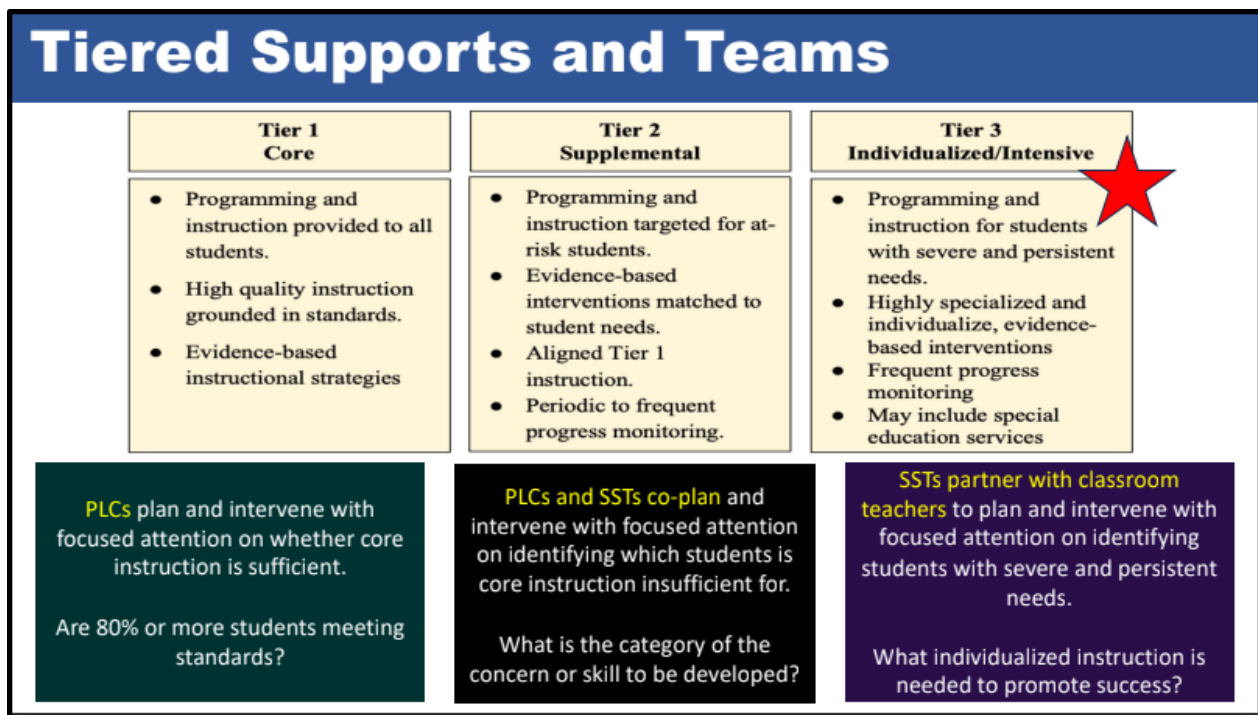 Tiered Supports and Teams
Tier 1
Core
● Programming and
instruction provided to all
students.
● High quality instruction
grounded in standards.
● Evidence-based
instructional strategies
Tier 2
Supplemental
● Programming and
instruction targeted for at-
risk students.
● Evidence-based
interventions matched to
student needs.
● Aligned Tier 1
instruction.
● Periodic to frequent
progress monitoring.
Tier 3
Individualized/Intensive
● Programming and
instruction for students
with severe and persistent
needs.
● Highly specialized and
individualize, evidence-
based interventions
● Frequent progress
monitoring
● May include special
education services
PLCs plan and intervene with
focused attention on whether core
instruction is sufficient.
Are 80% or more students meeting
standards?
PLCs and SSTs co-plan and
intervene with focused attention
on identifying which students is
core instruction insufficient for.
What is the category of the
concern or skill to be developed?
SSTs partner with classroom
teachers to plan and intervene with
focused attention on identifying
students with severe and persistent
needs.
What individualized instruction is
needed to promote success?